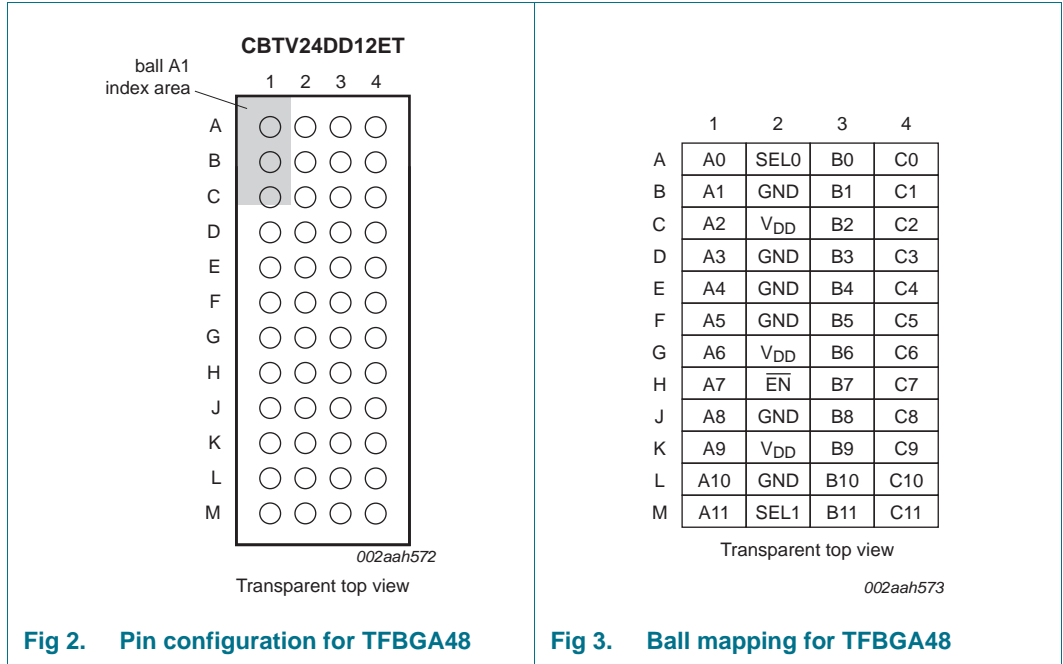 CBTV24DD12ET
ball A1
index area
1 2 3 4
A
B
C
D
E
F
G
H
J
K
L
M
002aah572
Transparent top view
Fig 2. Pin configuration for TFBGA48
1 2 3 4
A A0 SEL0 B0 C0
B A1 GND B1 C1
C A2 VDD B2 C2
D A3 GND B3 C3
E A4 GND B4 C4
F A5 GND B5 C5
G A6 VDD B6 C6
H A7 E̅N̅ B7 C7
J A8 GND B8 C8
K A9 VDD B9 C9
L A10 GND B10 C10
M A11 SEL1 B11 C11
Transparent top view
002aah573
Fig 3. Ball mapping for TFBGA48